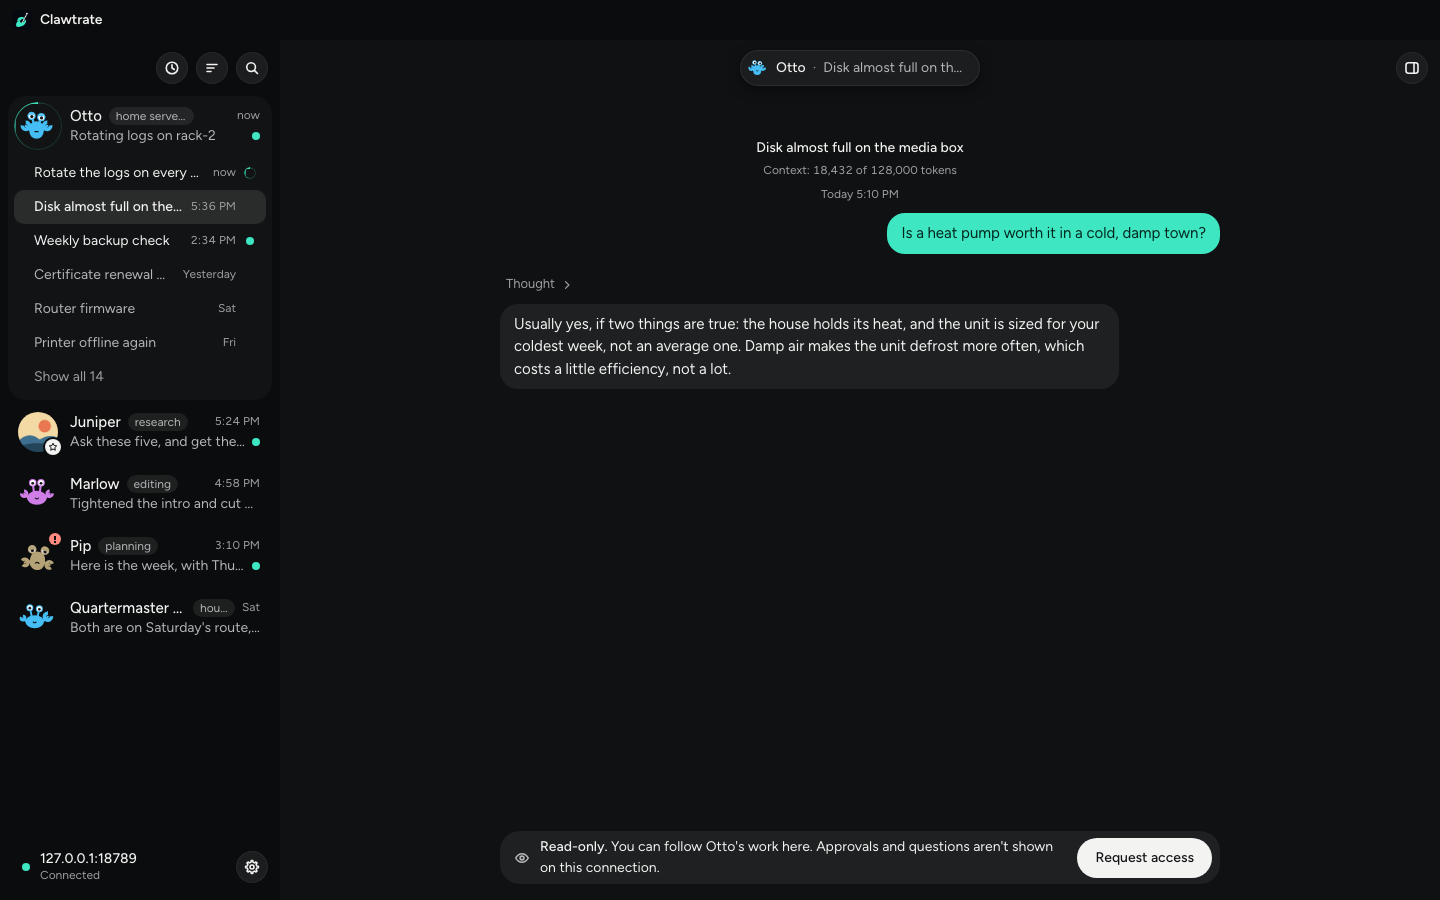 Clawtrate
Otto · Disk almost full on th...
Otto home serve... now
Rotating logs on rack-2
Rotate the logs on every ... now
Disk almost full on the... 5:36 PM
Weekly backup check 2:34 PM
Certificate renewal ... Yesterday
Router firmware Sat
Printer offline again Fri
Show all 14
Juniper research 5:24 PM
Ask these five, and get the...
Marlow editing 4:58 PM
Tightened the intro and cut ...
Pip planning 3:10 PM
Here is the week, with Thu...
Quartermaster ... hou... Sat
Both are on Saturday's route,...
127.0.0.1:18789
Connected
Disk almost full on the media box
Context: 18,432 of 128,000 tokens
Today 5:10 PM
Is a heat pump worth it in a cold, damp town?
Thought
Usually yes, if two things are true: the house holds its heat, and the unit is sized for your
coldest week, not an average one. Damp air makes the unit defrost more often, which
costs a little efficiency, not a lot.
Read-only. You can follow Otto's work here. Approvals and questions aren't shown
on this connection.
Request access